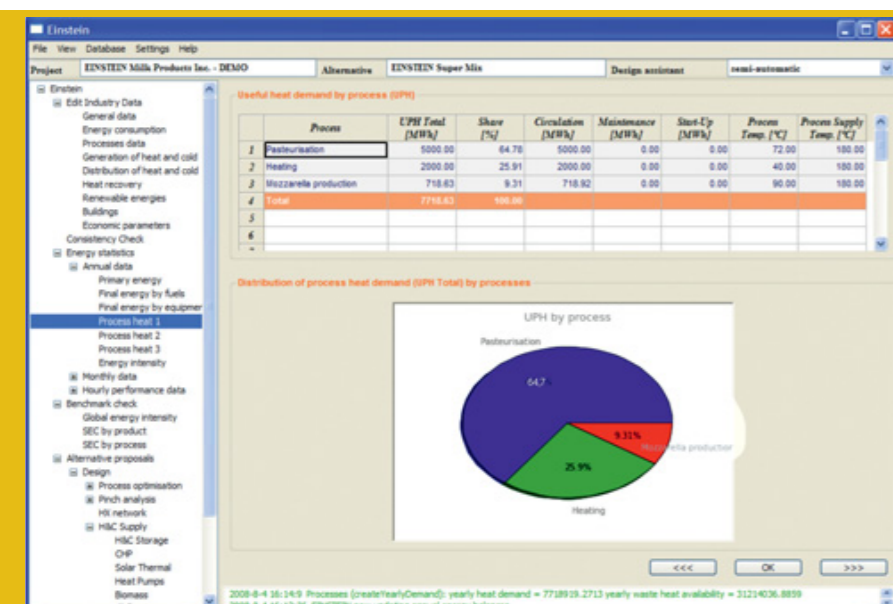 Einstein
File View Database Settings Help
Project EINSTEIN Milk Products Inc. - DEMO Alternative EINSTEIN Super Mix Design assistant semi-automatic
Einstein
Edit Industry Data
General data
Energy consumption
Processes data
Generation of heat and cold
Distribution of heat and cold
Heat recovery
Renewable energies
Buildings
Economic parameters
Consistency Check
Energy statistics
Annual data
Primary energy
Final energy by fuels
Final energy by equipmer
Process heat 1
Process heat 2
Process heat 3
Energy intensity
Monthly data
Hourly performance data
Benchmark check
Global energy intensity
SEC by product
SEC by process
Alternative proposals
Design
Process optimisation
Pinch analysis
HX network
H&C Supply
H&C Storage
CHP
Solar Thermal
Heat Pumps
Biomass
Useful heat demand by process (UPH)
Process UPH Total [MWh] Share [%] Circulation [MWh] Maintenance [MWh] Start-Up [MWh] Process Temp. [°C] Process Supply Temp. [°C]
1 Pasteurisation 5000.00 64.78 5000.00 0.00 0.00 72.00 180.00
2 Heating 2000.00 25.91 2000.00 0.00 0.00 40.00 180.00
3 Mozzarella production 718.63 9.31 718.92 0.00 0.00 90.00 180.00
4 Total 7718.63 100.00
5
6
Distribution of process heat demand (UPH Total) by processes
UPH by process
Pasteurisation
64,7
9.31%
Mozzarella production
25.9%
Heating
<<< OK >>>
2008-8-4 16:14:9 Processes (createYearlyDemand): yearly heat demand = 7718919.2713 yearly waste heat availability = 31214036.8859